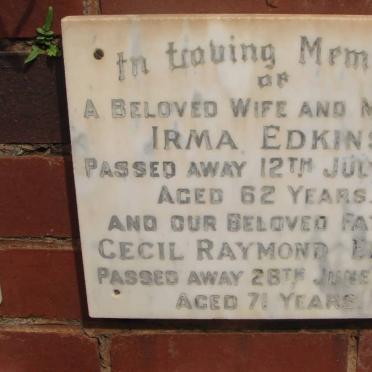 In Loving Mem
OF
A BELOVED WIFE AND M
IRMA EDKINS
PASSED AWAY 12TH JUL
AGED 62 YEARS.
AND OUR BELOVED FA
CECIL RAYMOND E
PASSED AWAY 28TH JUNE
AGED 71 YEARS.